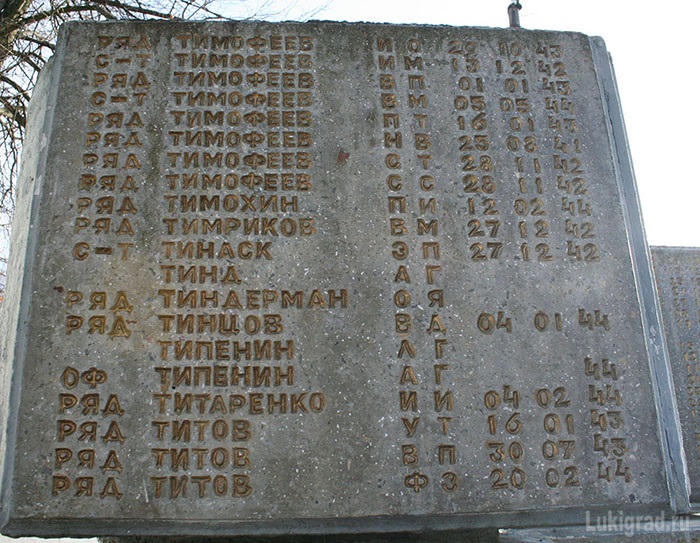 РЯД ТИМОФЕЕВ И О 29 10 43
С-Т ТИМОФЕЕВ И М 13 12 42
РЯД ТИМОФЕЕВ В П 01 01 43
С-Т ТИМОФЕЕВ В М 05 05 44
РЯД ТИМОФЕЕВ П Т 16 01 43
РЯД ТИМОФЕЕВ Н В 25 08 41
РЯД ТИМОФЕЕВ С Т 28 11 42
РЯД ТИМОФЕЕВ С С 28 11 42
РЯД ТИМОХИН П И 12 02 44
РЯД ТИМРИКОВ В М 27 12 42
С-Т ТИНАСК Э П 27 12 42
ТИНД А Г
РЯД ТИНДЕРМАН О Я
РЯД ТИНЦОВ В Д 04 01 44
ТИПЕНИН Л Г
ОФ ТИПЕНИН А Г 44
РЯД ТИТАРЕНКО И И 04 02 44
РЯД ТИТОВ У Т 16 01 43
РЯД ТИТОВ В П 30 07 43
РЯД ТИТОВ Ф З 20 02 44
Lukigrad.ru